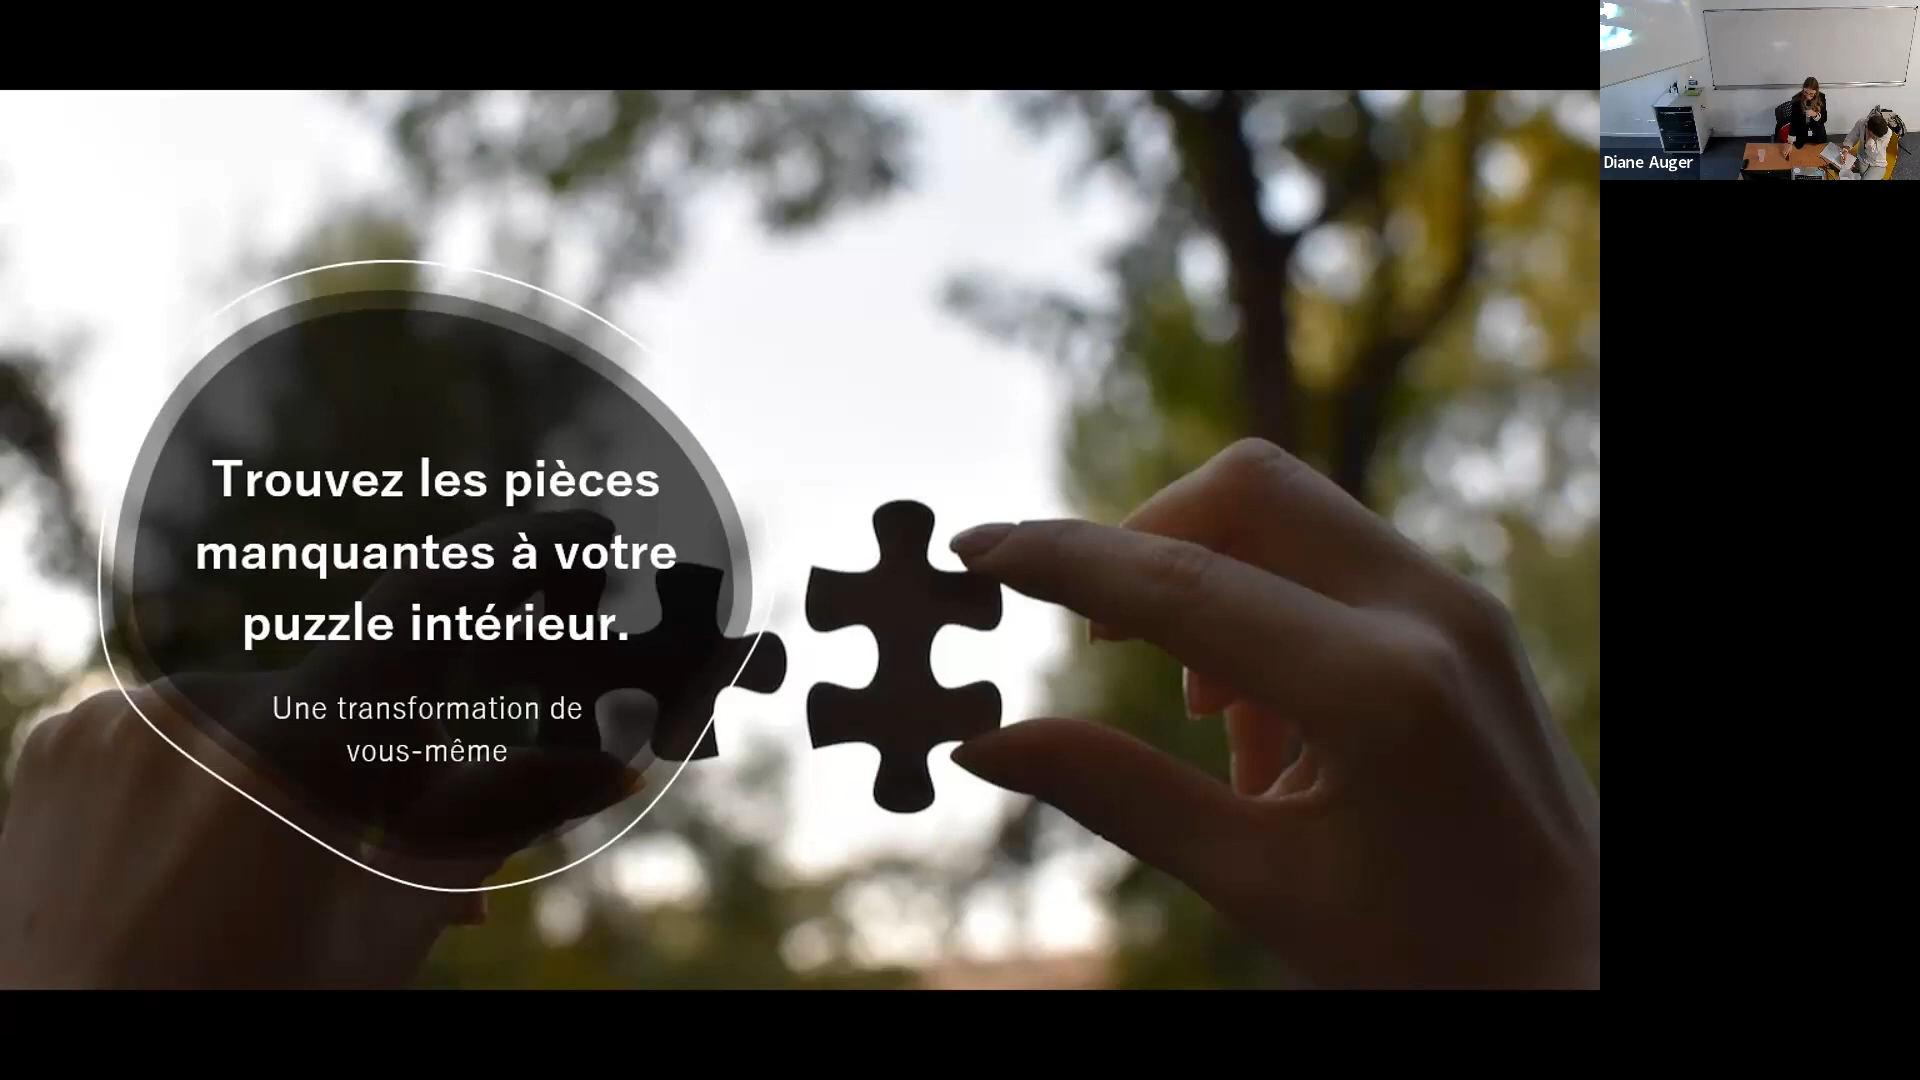 Trouvez les pièces
manquantes à votre
puzzle intérieur.
Une transformation de
vous-même
Diane Auger